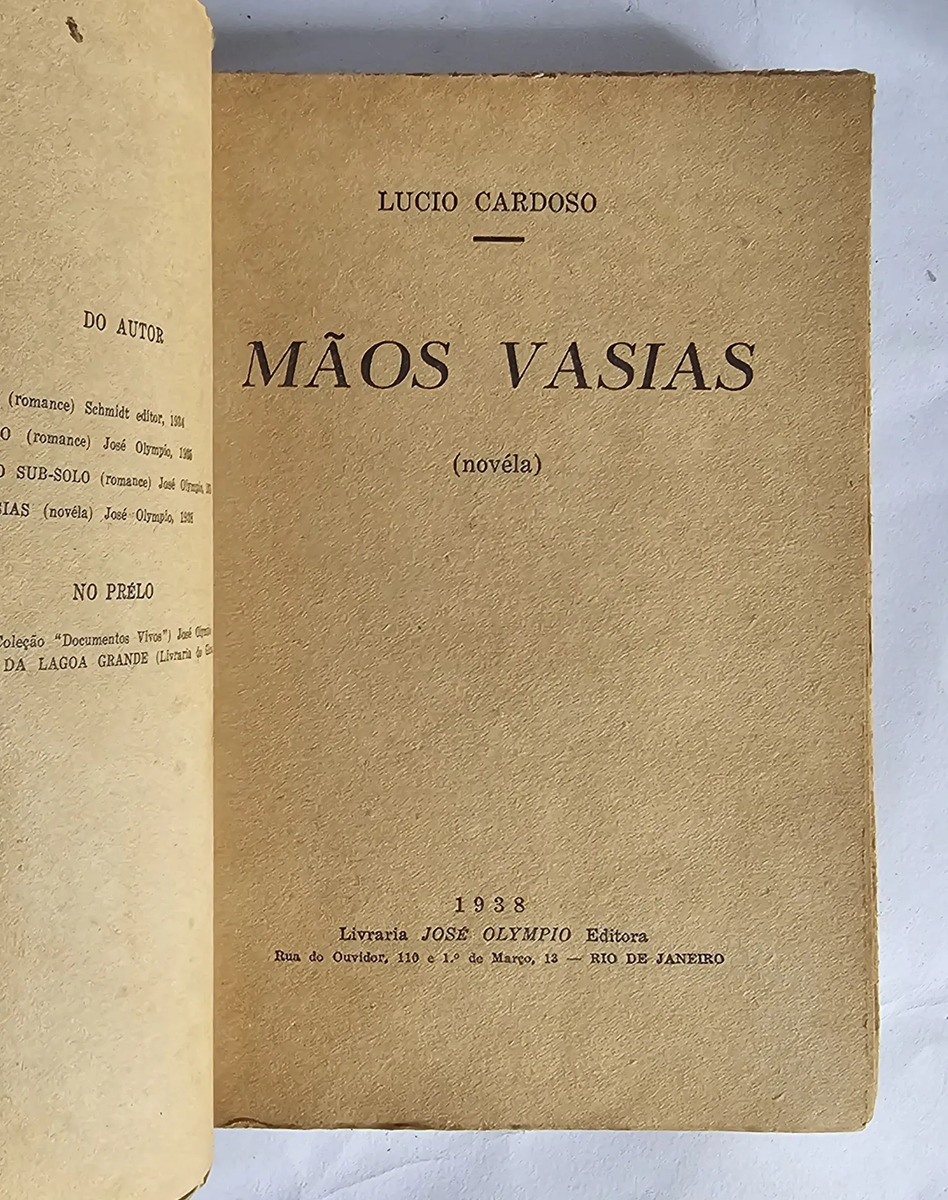 DO AUTOR
(romance) Schmidt editor, 1934
O (romance) José Olympio,
O SUB-SOLO (romance) José Olympio,
SIAS (novéla) José Olympio, 1938
NO PRÉLO
Coleção "Documentos Vivos") José
DA LAGOA GRANDE (Livraria do
LUCIO CARDOSO
MÃOS VASIAS
(novéla)
1938
Livraria JOSÉ OLYMPIO Editora
Rua do Ouvidor, 110 e 1.º de Março, 13 — RIO DE JANEIRO